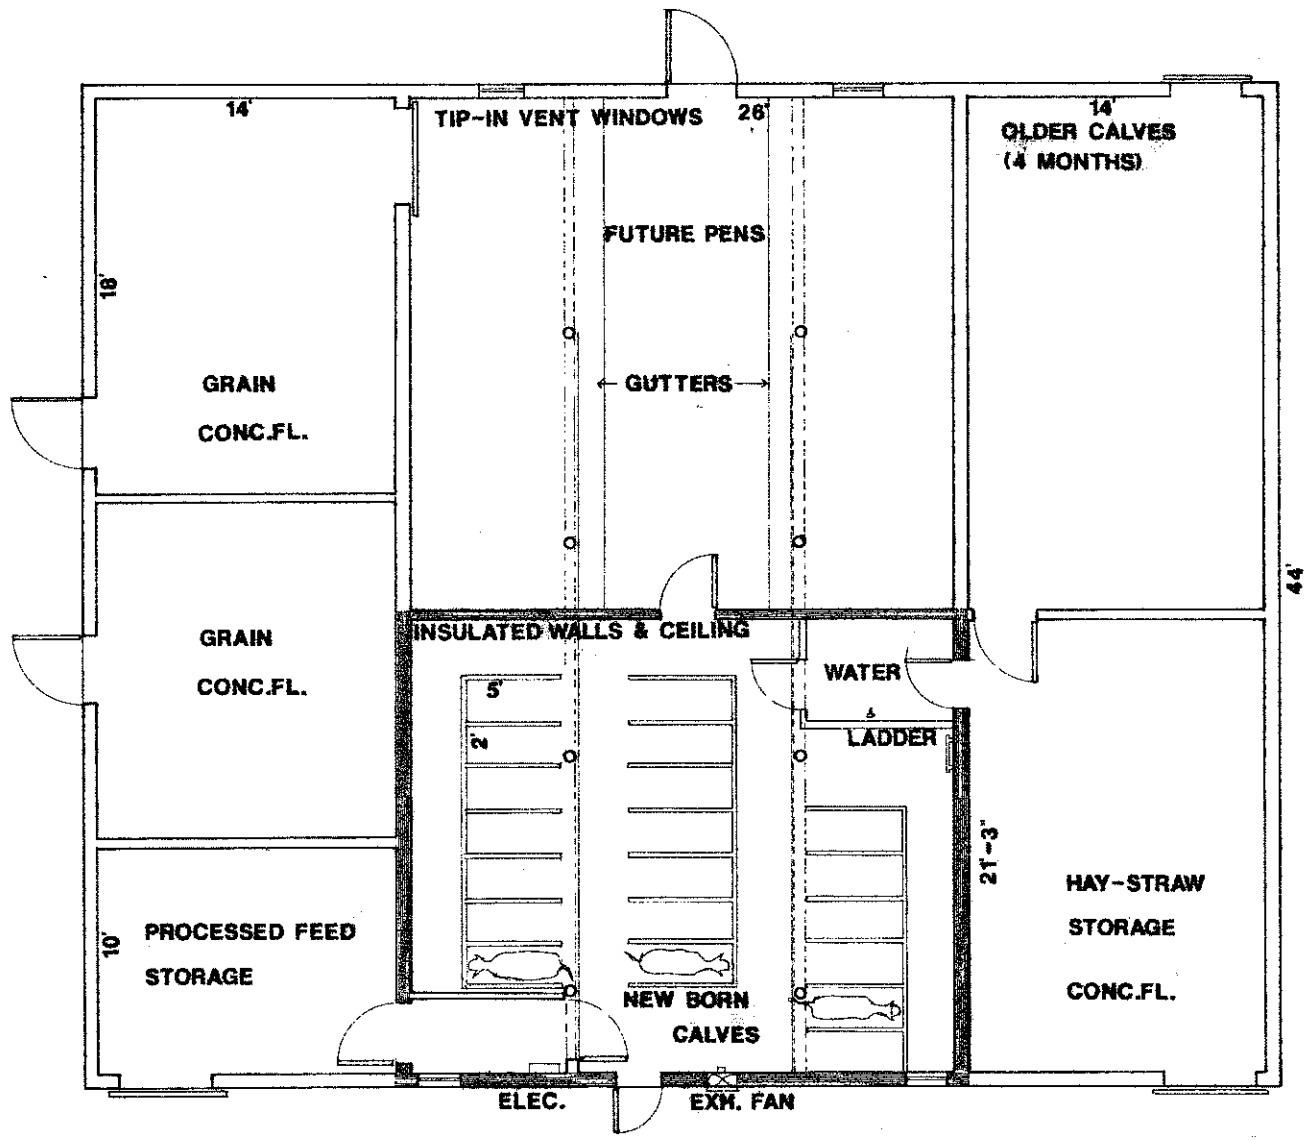 14'
26'
14'
TIP-IN VENT WINDOWS
OLDER CALVES
(4 MONTHS)
FUTURE PENS
18'
GRAIN
CONC.FL.
GUTTERS
44'
INSULATED WALLS & CEILING
GRAIN
CONC.FL.
WATER
5'
2'
LADDER
21'-3"
HAY-STRAW
STORAGE
CONC.FL.
10'
PROCESSED FEED
STORAGE
NEW BORN
CALVES
ELEC.
EXH. FAN